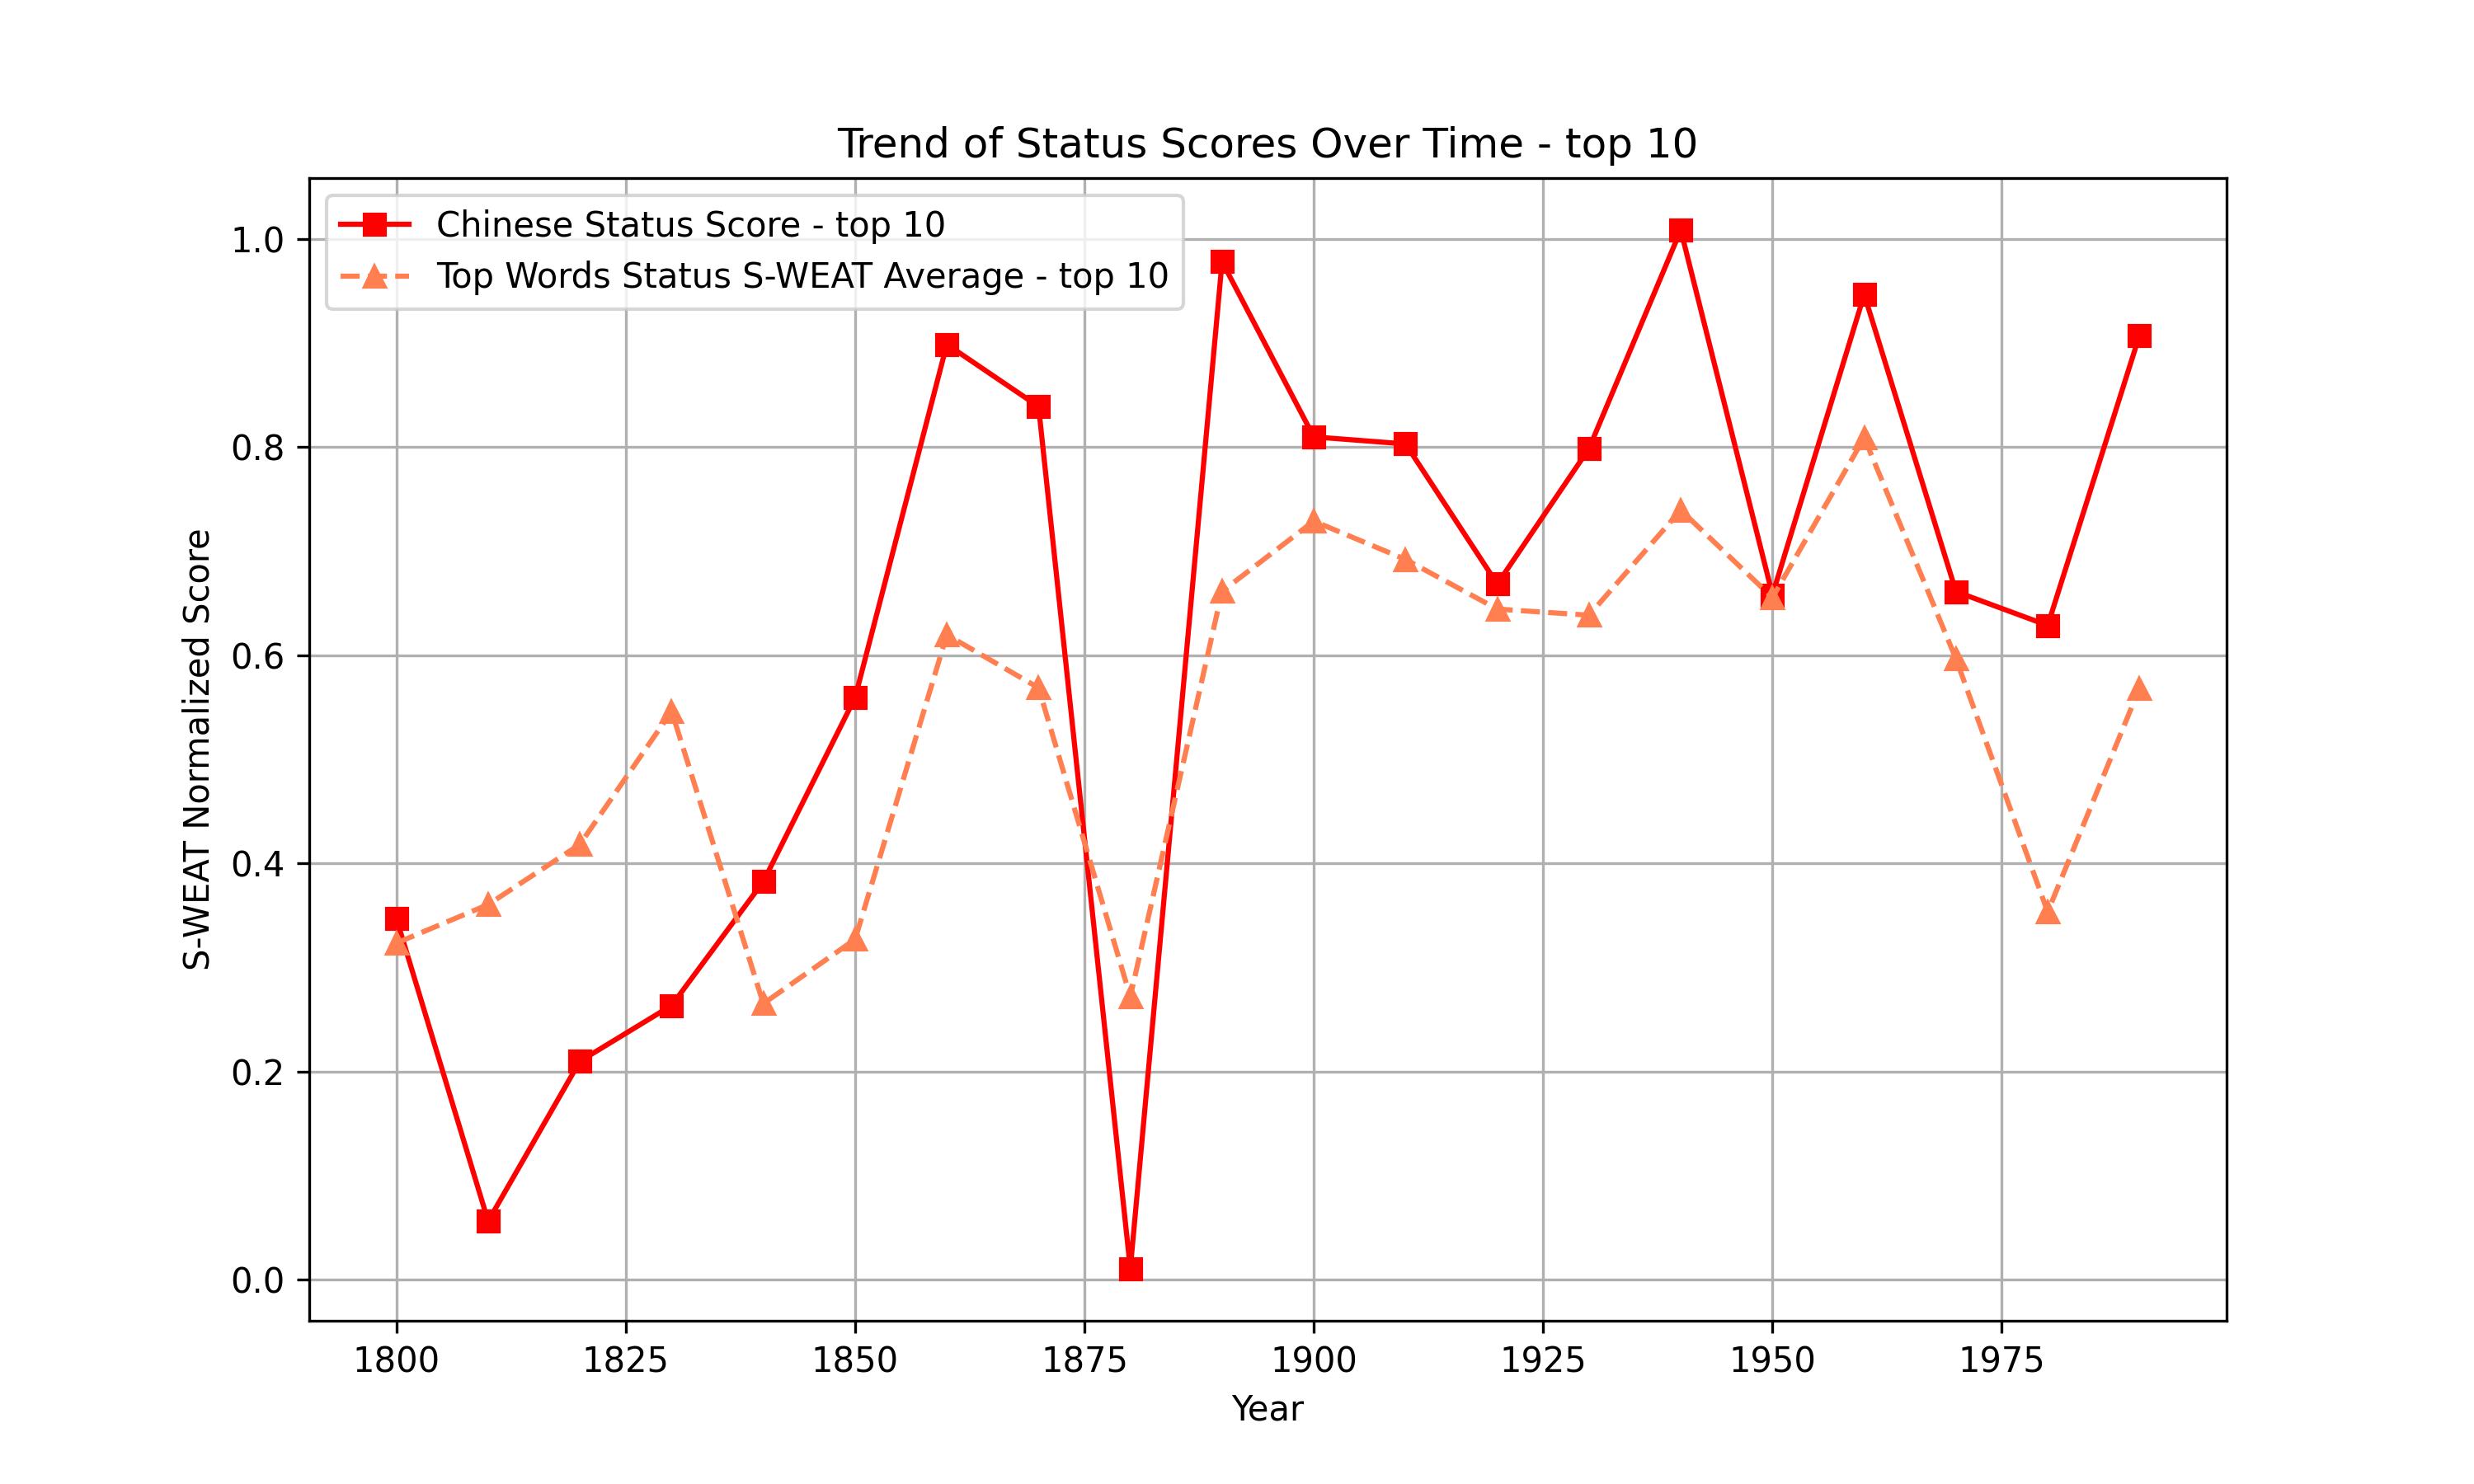 Trend of Status Scores Over Time - top 10
Chinese Status Score - top 10
Top Words Status S-WEAT Average - top 10
S-WEAT Normalized Score
1.0
0.8
0.6
0.4
0.2
0.0
1800 1825 1850 1875 1900 1925 1950 1975
Year